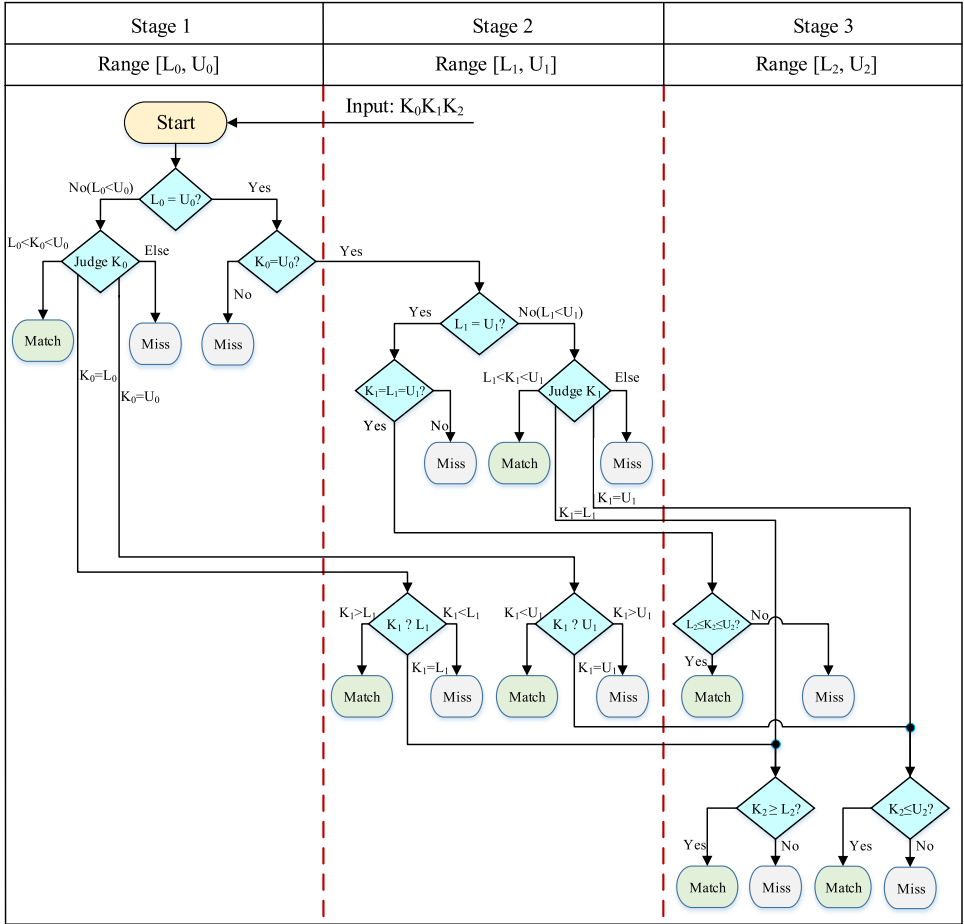 Stage 1
Stage 2
Stage 3
Range [L₀, U₀]
Range [L₁, U₁]
Range [L₂, U₂]
Input: K₀K₁K₂
Start
No(L₀<U₀)
L₀ = U₀?
Yes
L₀<K₀<U₀
Judge K₀
Else
K₀=U₀?
Yes
No
Match
Miss
Miss
Yes
L₁ = U₁?
No(L₁<U₁)
K₀=L₀
K₀=U₀
K₁=L₁=U₁?
L₁<K₁<U₁
Judge K₁
Else
Yes
No
Miss
Match
Miss
K₁=U₁
K₁=L₁
K₁>L₁
K₁ ? L₁
K₁<L₁
K₁<U₁
K₁ ? U₁
K₁>U₁
L₂≤K₂≤U₂?
No
K₁=L₁
K₁=U₁
Yes
Match
Miss
Match
Miss
Match
Miss
K₂ ≥ L₂?
K₂≤U₂?
Yes
No
Yes
No
Match
Miss
Match
Miss